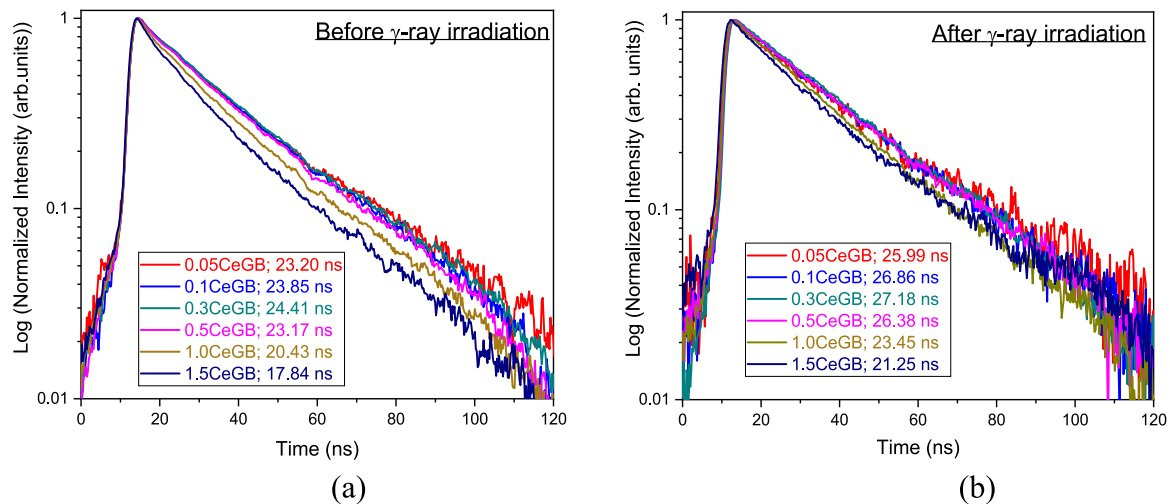 Before γ-ray irradiation
Log (Normalized Intensity (arb.units))
1
0.1
0.01
0.05CeGB; 23.20 ns
0.1CeGB; 23.85 ns
0.3CeGB; 24.41 ns
0.5CeGB; 23.17 ns
1.0CeGB; 20.43 ns
1.5CeGB; 17.84 ns
0 20 40 60 80 100 120
Time (ns)
(a)
After γ-ray irradiation
Log (Normalized Intensity (arb. units))
1
0.1
0.01
0.05CeGB; 25.99 ns
0.1CeGB; 26.86 ns
0.3CeGB; 27.18 ns
0.5CeGB; 26.38 ns
1.0CeGB; 23.45 ns
1.5CeGB; 21.25 ns
0 20 40 60 80 100 120
Time (ns)
(b)